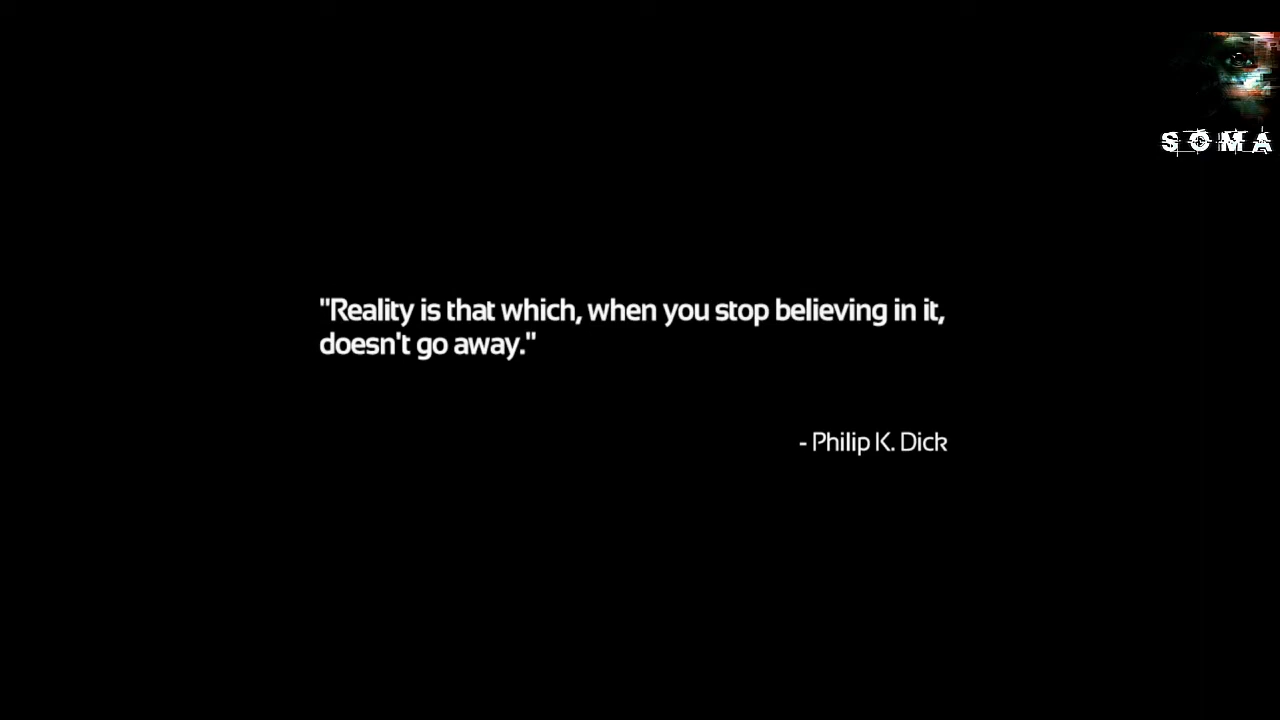 SOMA
"Reality is that which, when you stop believing in it,
doesn't go away."
- Philip K. Dick